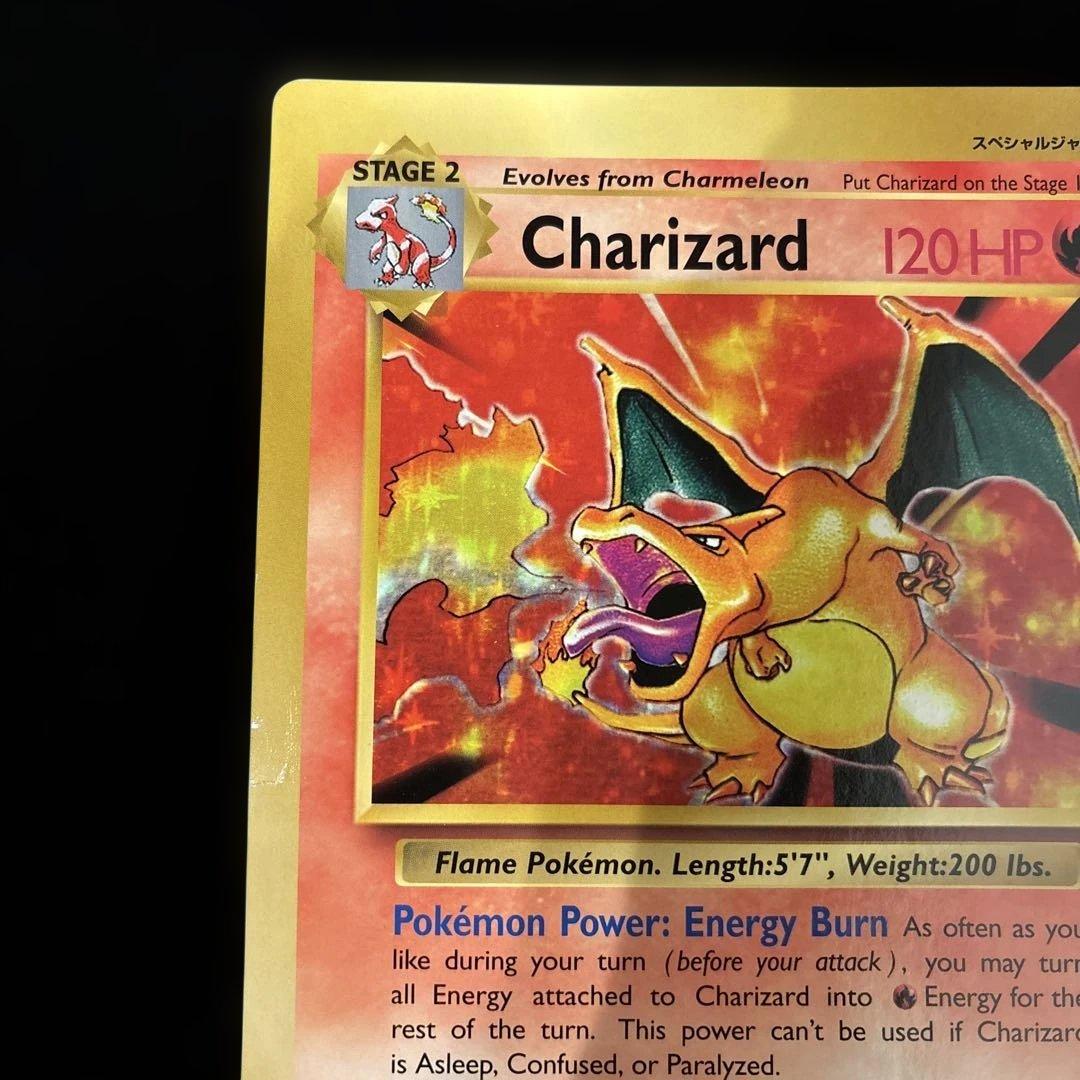 スペシャルジャ
STAGE 2
Evolves from Charmeleon Put Charizard on the Stage 1
Charizard 120 HP
Flame Pokémon. Length:5'7", Weight:200 lbs.
Pokémon Power: Energy Burn As often as you
like during your turn (before your attack), you may turn
all Energy attached to Charizard into Energy for the
rest of the turn. This power can't be used if Charizard
is Asleep, Confused, or Paralyzed.